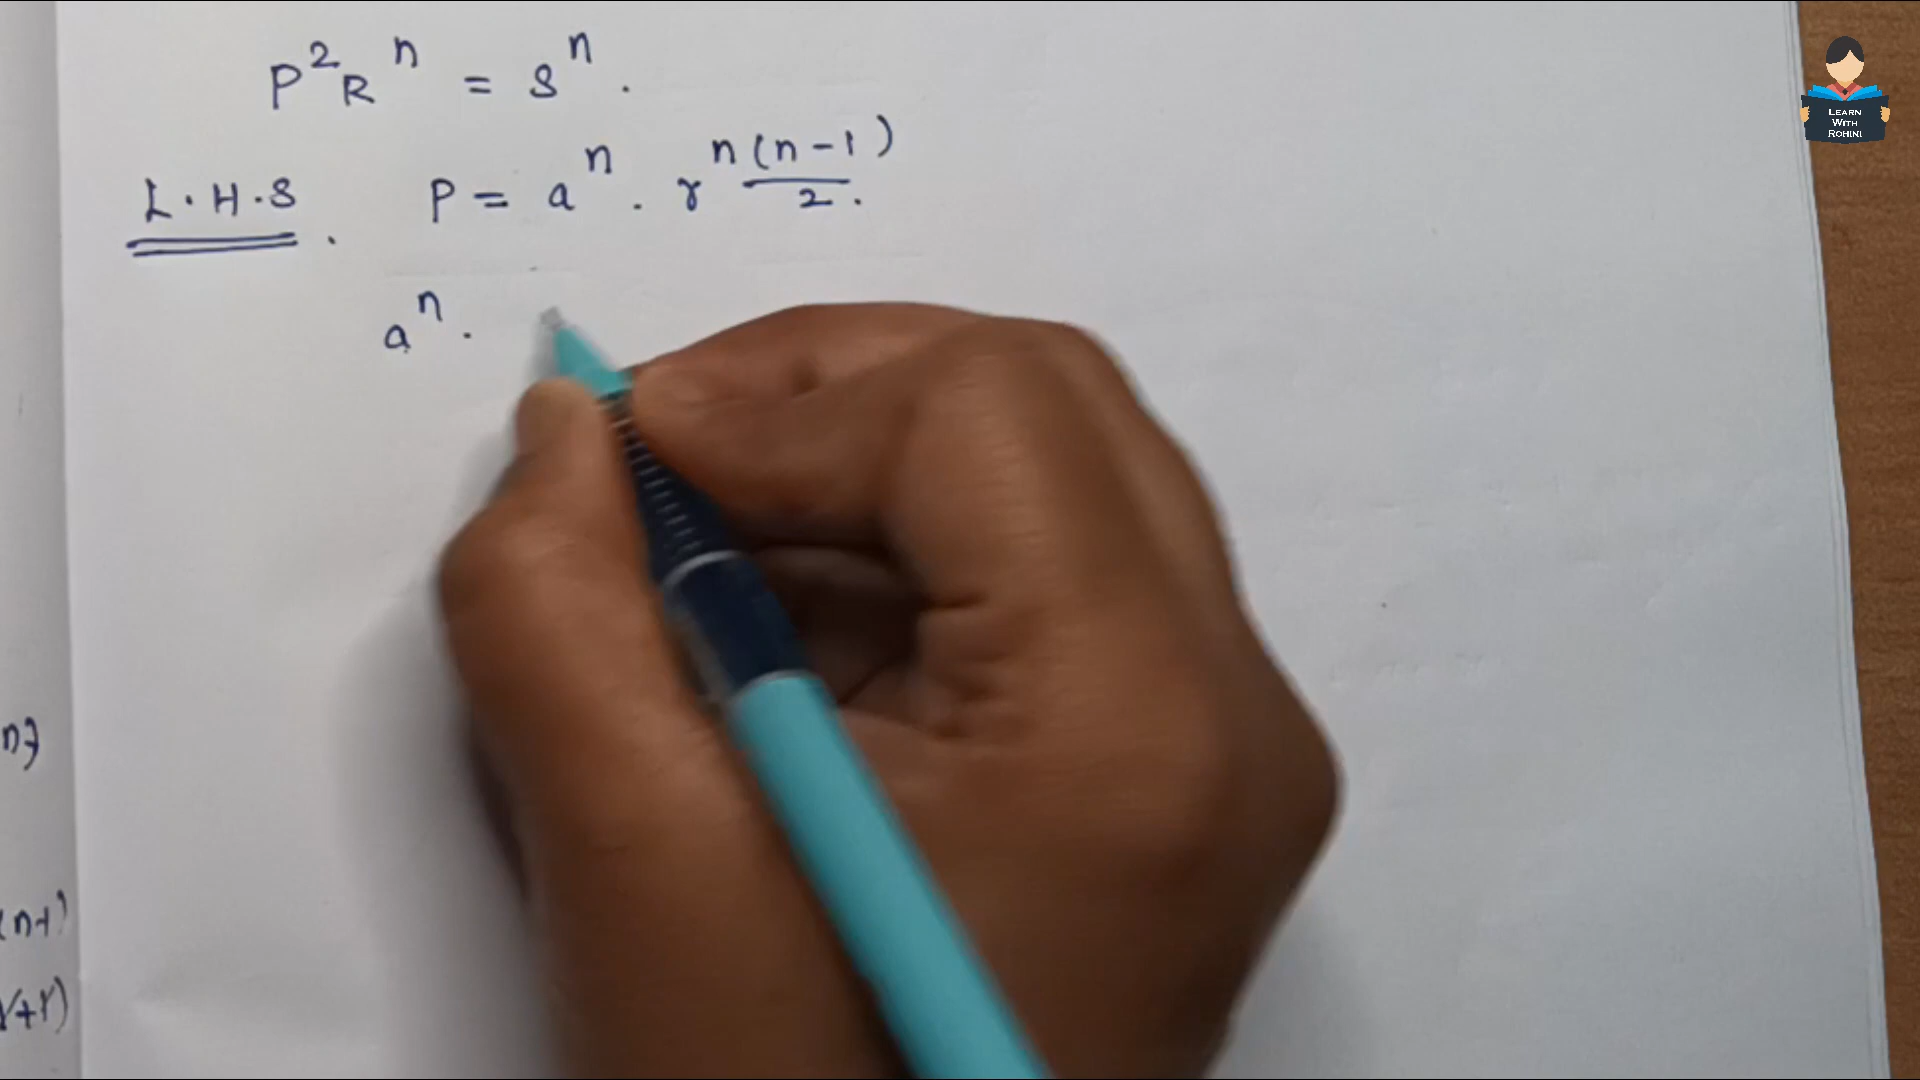 P²Rⁿ = Sⁿ.
L.H.S. P = aⁿ . r^n(n-1)/2.
aⁿ.
LEARN
WITH
ROHINI